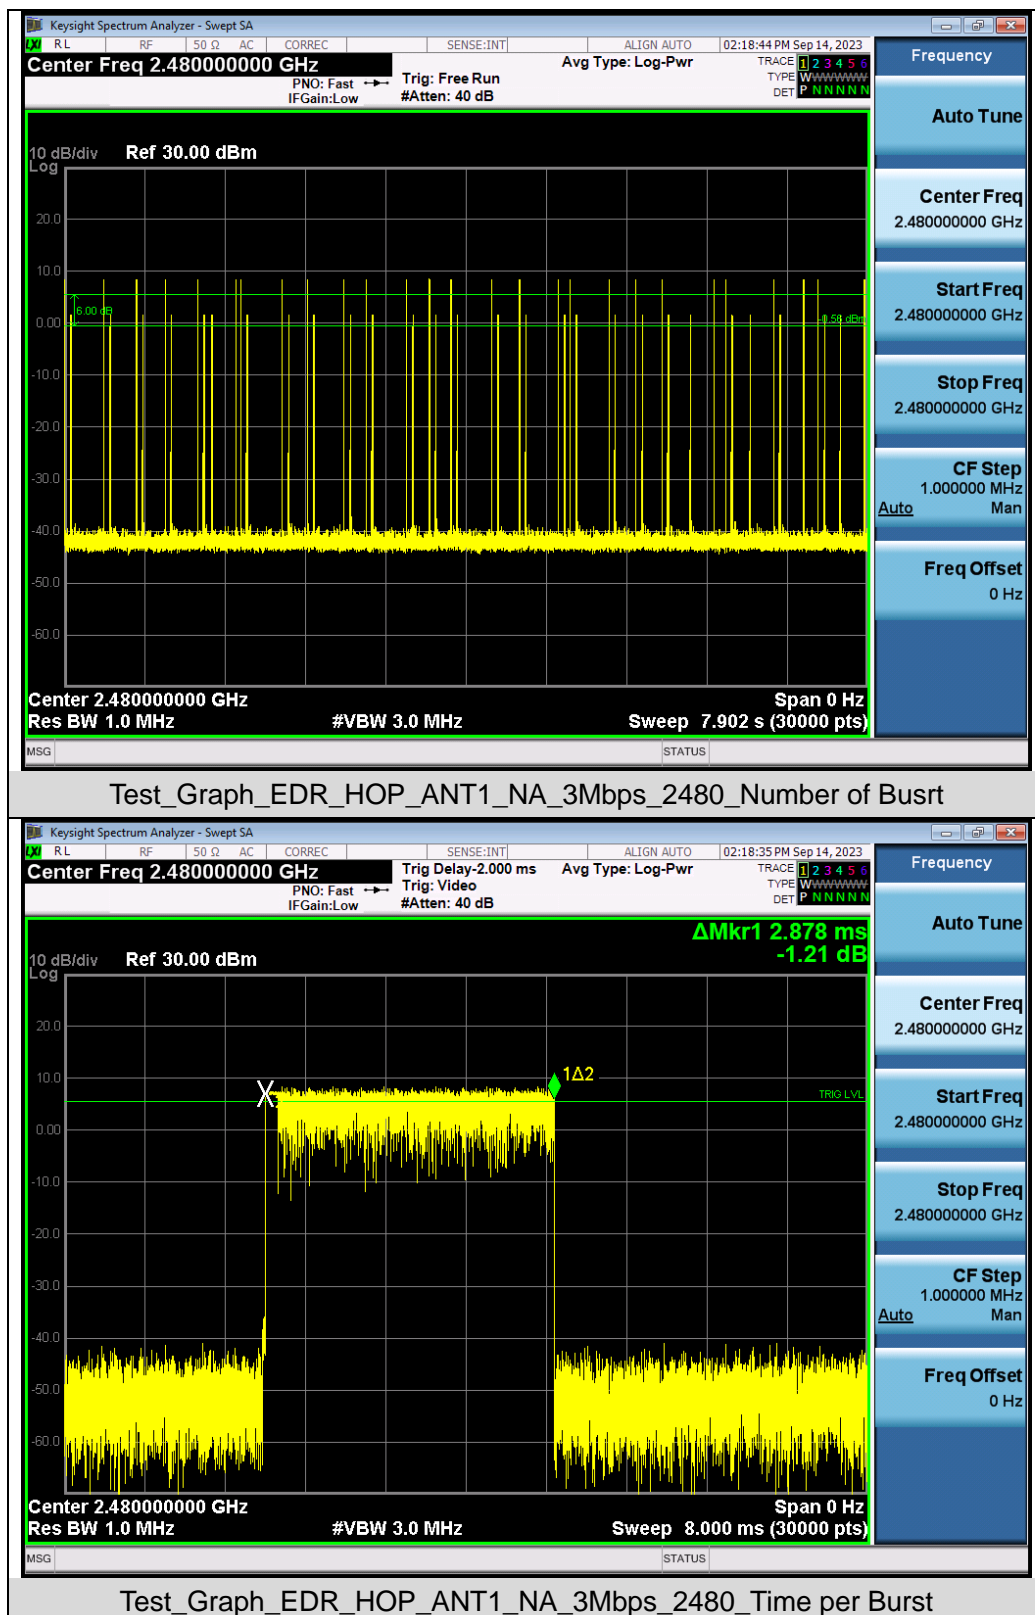 Keysight Spectrum Analyzer - Swept SA
LXI RL RF 50 Ω AC CORREC SENSE:INT ALIGN AUTO 02:18:44 PM Sep 14, 2023
Center Freq 2.480000000 GHz Avg Type: Log-Pwr TRACE 1 2 3 4 5 6
PNO: Fast Trig: Free Run TYPE WWWWWW
IFGain:Low #Atten: 40 dB DET P N N N N N
10 dB/div Ref 30.00 dBm
Log
20.0
10.0
6.00 dB
0.00
-0.56 dBm
-10.0
-20.0
-30.0
-40.0
-50.0
-60.0
Center 2.480000000 GHz Span 0 Hz
Res BW 1.0 MHz #VBW 3.0 MHz Sweep 7.902 s (30000 pts)
MSG STATUS
Frequency
Auto Tune
Center Freq
2.480000000 GHz
Start Freq
2.480000000 GHz
Stop Freq
2.480000000 GHz
CF Step
1.000000 MHz
Auto Man
Freq Offset
0 Hz
Test_Graph_EDR_HOP_ANT1_NA_3Mbps_2480_Number of Busrt
Keysight Spectrum Analyzer - Swept SA
LXI RL RF 50 Ω AC CORREC SENSE:INT ALIGN AUTO 02:18:35 PM Sep 14, 2023
Center Freq 2.480000000 GHz Trig Delay-2.000 ms Avg Type: Log-Pwr TRACE 1 2 3 4 5 6
PNO: Fast Trig: Video TYPE WWWWWW
IFGain:Low #Atten: 40 dB DET P N N N N N
ΔMkr1 2.878 ms
-1.21 dB
10 dB/div Ref 30.00 dBm
Log
20.0
10.0
1Δ2
TRIG LVL
0.00
-10.0
-20.0
-30.0
-40.0
-50.0
-60.0
Center 2.480000000 GHz Span 0 Hz
Res BW 1.0 MHz #VBW 3.0 MHz Sweep 8.000 ms (30000 pts)
MSG STATUS
Frequency
Auto Tune
Center Freq
2.480000000 GHz
Start Freq
2.480000000 GHz
Stop Freq
2.480000000 GHz
CF Step
1.000000 MHz
Auto Man
Freq Offset
0 Hz
Test_Graph_EDR_HOP_ANT1_NA_3Mbps_2480_Time per Burst